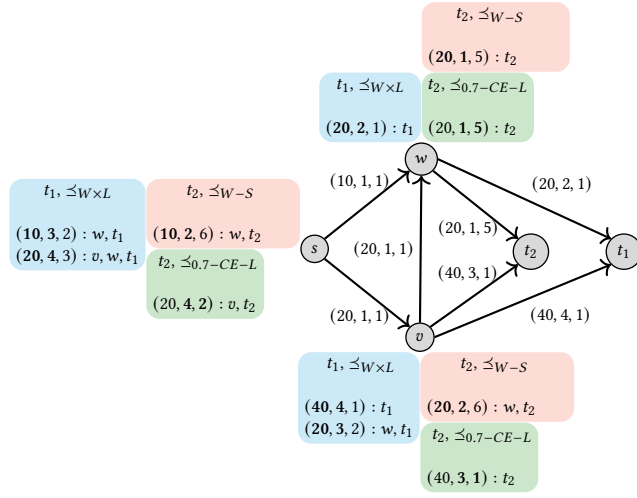 t₂, ⪯_{W−S}
(20, 1, 5) : t₂
t₁, ⪯_{W×L}
(20, 2, 1) : t₁
t₂, ⪯_{0.7−CE−L}
(20, 1, 5) : t₂
w
(10, 1, 1)
(20, 2, 1)
t₁, ⪯_{W×L}
(10, 3, 2) : w, t₁
(20, 4, 3) : v, w, t₁
t₂, ⪯_{W−S}
(10, 2, 6) : w, t₂
t₂, ⪯_{0.7−CE−L}
(20, 4, 2) : v, t₂
s
(20, 1, 1)
(20, 1, 5)
(40, 3, 1)
t₂
t₁
(20, 1, 1)
(40, 4, 1)
v
t₁, ⪯_{W×L}
(40, 4, 1) : t₁
(20, 3, 2) : w, t₁
t₂, ⪯_{W−S}
(20, 2, 6) : w, t₂
t₂, ⪯_{0.7−CE−L}
(40, 3, 1) : t₂